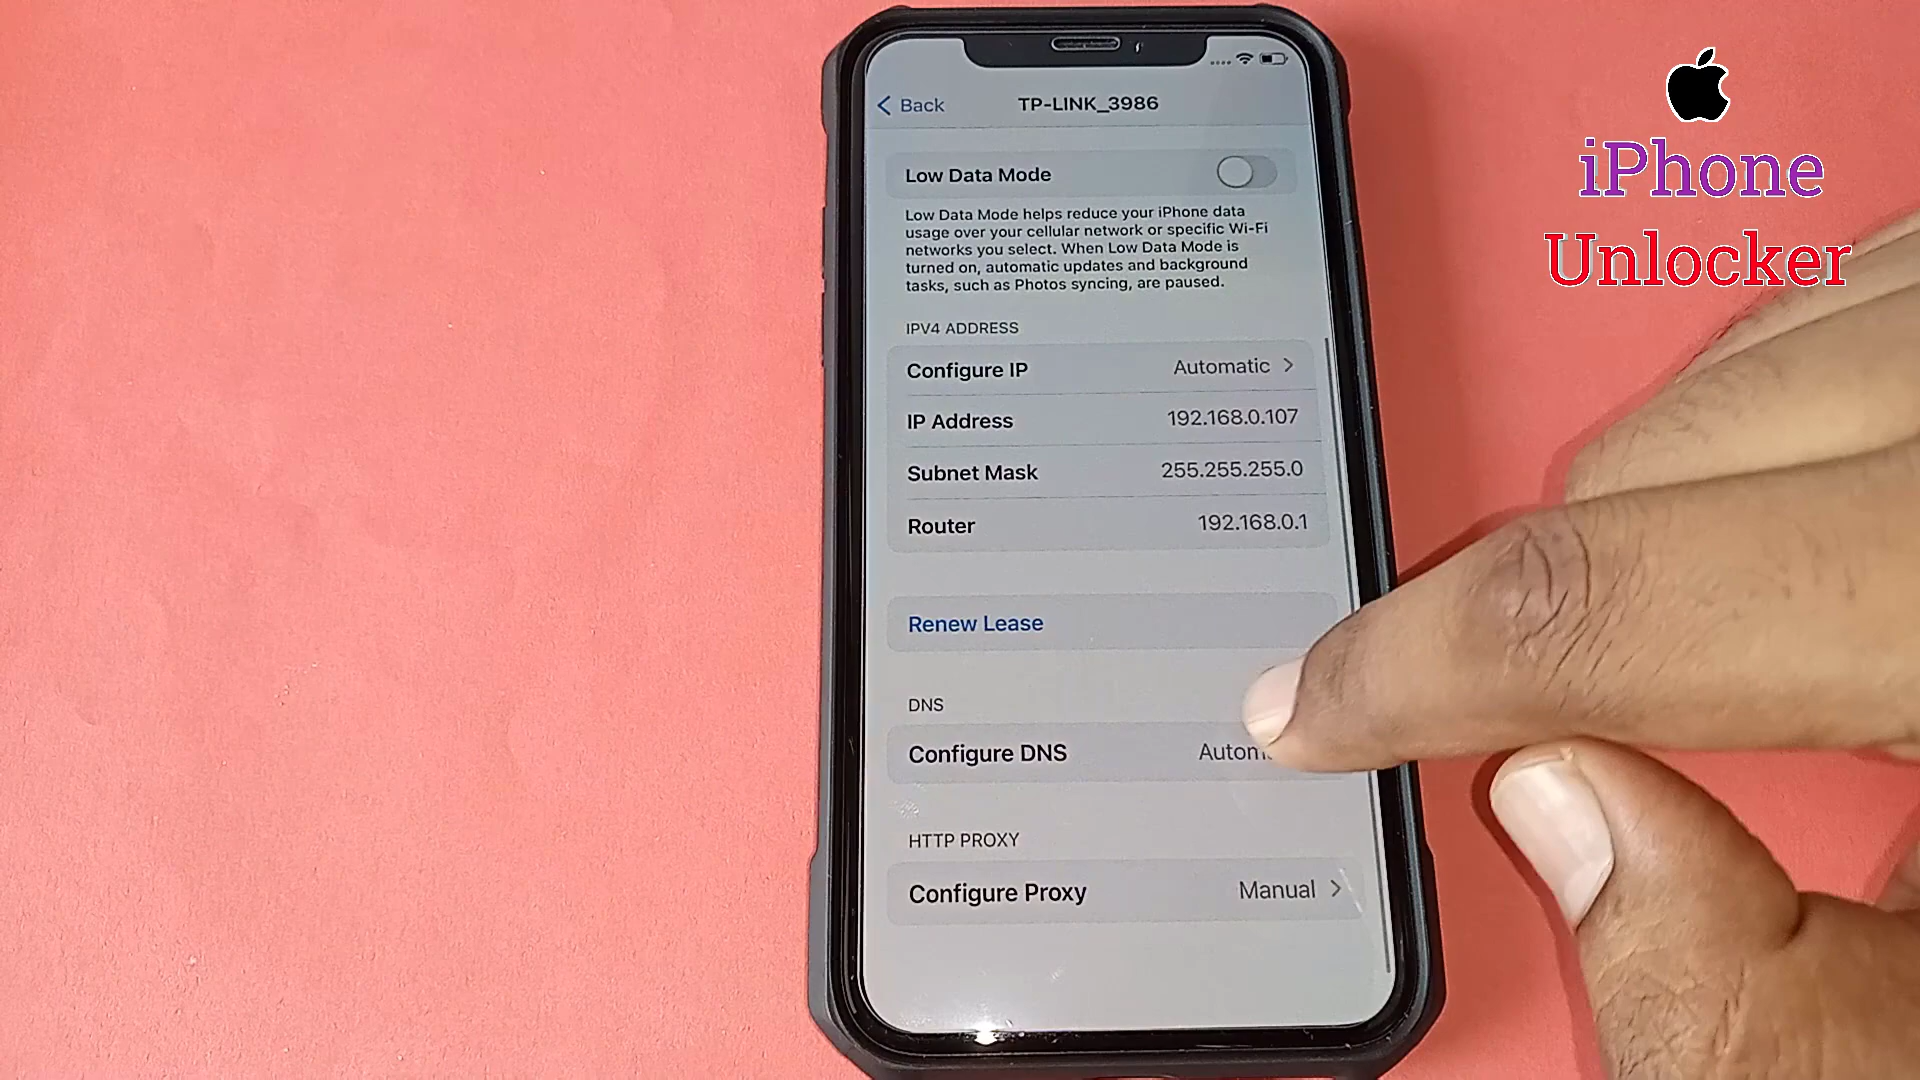 Back
TP-LINK_3986
Low Data Mode
Low Data Mode helps reduce your iPhone data
usage over your cellular network or specific Wi-Fi
networks you select. When Low Data Mode is
turned on, automatic updates and background
tasks, such as Photos syncing, are paused.
IPV4 ADDRESS
Configure IP Automatic
IP Address 192.168.0.107
Subnet Mask 255.255.255.0
Router 192.168.0.1
Renew Lease
DNS
Configure DNS
HTTP PROXY
Configure Proxy Manual
iPhone
Unlocker